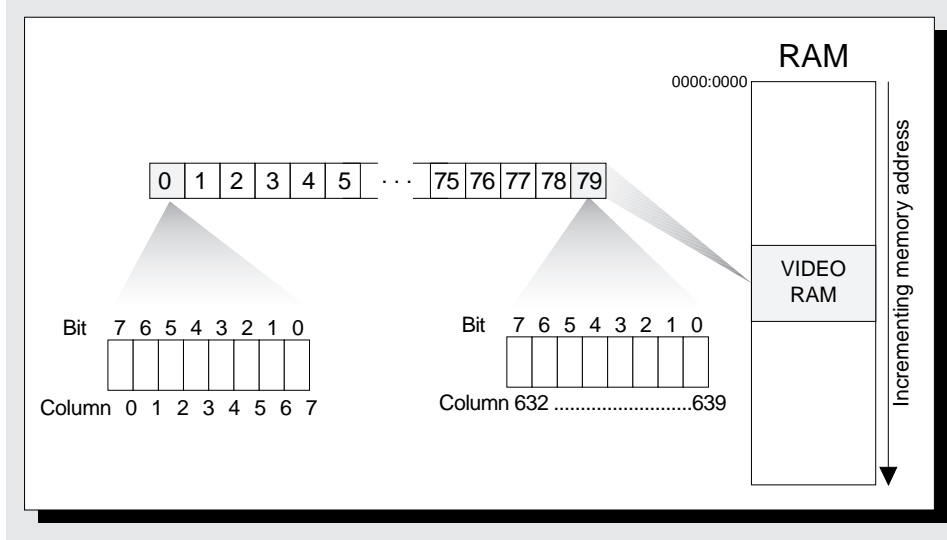 RAM
0000:0000
0 1 2 3 4 5 · · · 75 76 77 78 79
VIDEO
RAM
Incrementing memory address
Bit 7 6 5 4 3 2 1 0
Column 0 1 2 3 4 5 6 7
Bit 7 6 5 4 3 2 1 0
Column 632 ..........................639